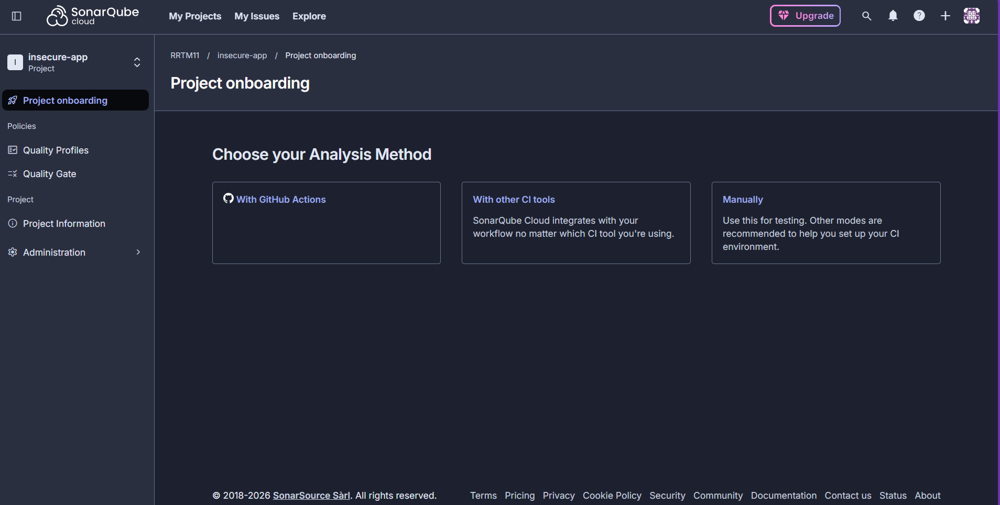 SonarQube
cloud
My Projects
My Issues
Explore
Upgrade
?
I
insecure-app
Project
Project onboarding
Policies
Quality Profiles
Quality Gate
Project
Project Information
Administration
RRTM11 / insecure-app / Project onboarding
Project onboarding
Choose your Analysis Method
With GitHub Actions
With other CI tools
SonarQube Cloud integrates with your
workflow no matter which CI tool you're using.
Manually
Use this for testing. Other modes are
recommended to help you set up your CI
environment.
© 2018-2026 SonarSource Sàrl. All rights reserved.
Terms Pricing Privacy Cookie Policy Security Community Documentation Contact us Status About